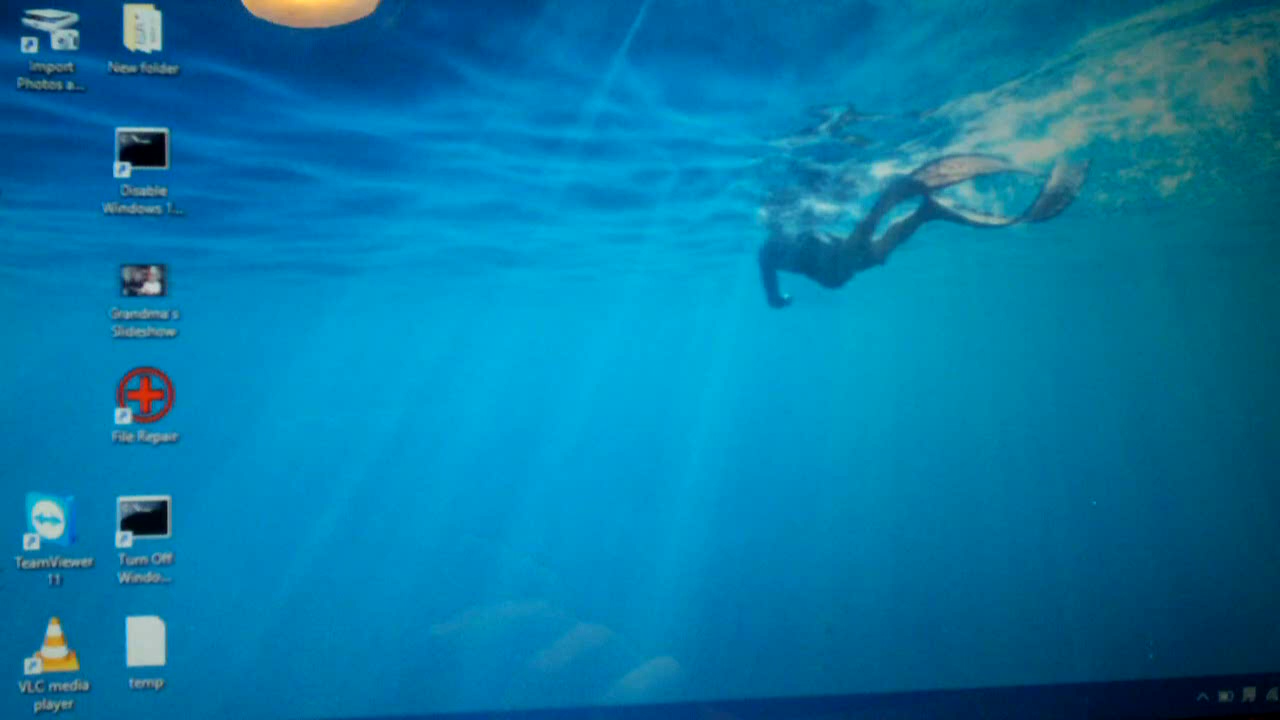 Import
Photos a...
New folder
Disable
Windows 1...
Grandma's
Slideshow
File Repair
TeamViewer
11
Turn Off
Windo...
VLC media
player
temp